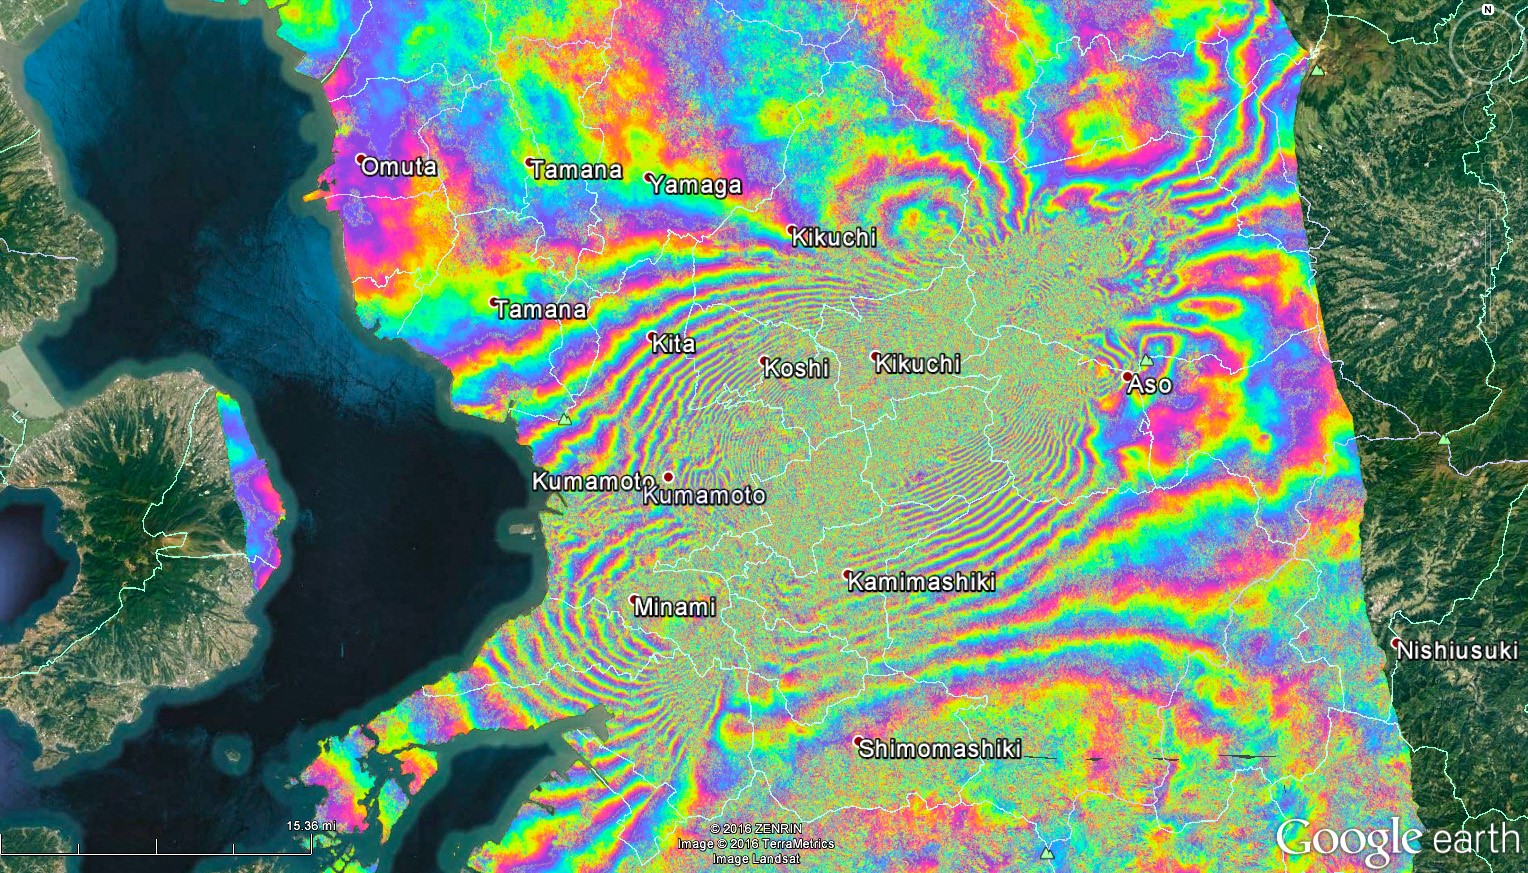 N
Omuta
Tamana
Yamaga
Kikuchi
Tamana
Kita
Koshi
Kikuchi
Aso
Kumamoto
Kumamoto
Kamimashiki
Minami
Nishiusuki
Shimomashiki
15.36 mi
© 2016 ZENRIN
Image © 2016 TerraMetrics
Image Landsat
Google earth